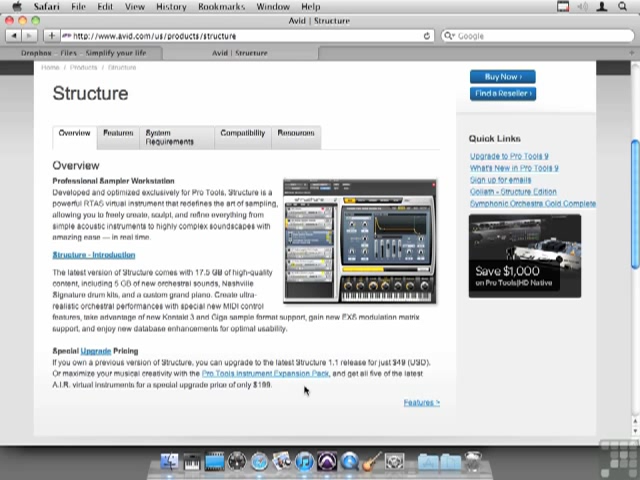 Safari File Edit View History Bookmarks Window Help
Avid | Structure
http://www.avid.com/us/products/structure
Google
Dropbox - Files - Simplify your life
Avid | Structure
Home / Products / Structure
Structure
Buy Now ›
Find a Reseller ›
Overview
Features
System
Requirements
Compatibility
Resources
Quick Links
Upgrade to Pro Tools 9
What's New in Pro Tools 9
Sign up for emails
Goliath - Structure Edition
Symphonic Orchestra Gold Complete
Overview
Professional Sampler Workstation
Developed and optimized exclusively for Pro Tools, Structure is a
powerful RTAS virtual instrument that redefines the art of sampling,
allowing you to freely create, sculpt, and refine everything from
simple acoustic instruments to highly complex soundscapes with
amazing ease — in real time.
Structure - Introduction
The latest version of Structure comes with 17.5 GB of high-quality
content, including 5 GB of new orchestral sounds, Nashville
Signature drum kits, and a custom grand piano. Create ultra-
realistic orchestral performances with special new MIDI control
features, take advantage of new Kontakt 3 and Giga sample format support, gain new EXS modulation matrix
support, and enjoy new database enhancements for optimal usability.
Save $1,000
on Pro Tools|HD Native
Special Upgrade Pricing
If you own a previous version of Structure, you can upgrade to the latest Structure 1.1 release for just $49 (USD).
Or maximize your musical creativity with the Pro Tools Instrument Expansion Pack, and get all five of the latest
A.I.R. virtual instruments for a special upgrade price of only $199.
Features >